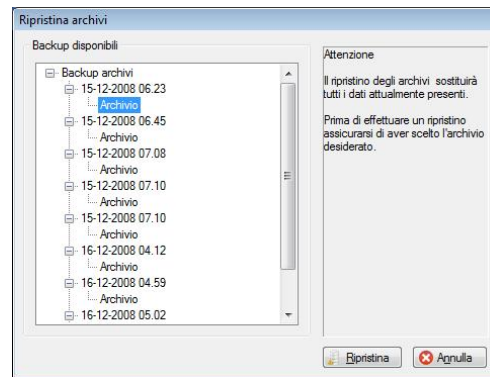 Ripristina archivi
Backup disponibili
Backup archivi
15-12-2008 06.23
Archivio
15-12-2008 06.45
Archivio
15-12-2008 07.08
Archivio
15-12-2008 07.10
Archivio
15-12-2008 07.10
Archivio
16-12-2008 04.12
Archivio
16-12-2008 04.59
Archivio
16-12-2008 05.02
Attenzione
Il ripristino degli archivi sostituirà
tutti i dati attualmente presenti.
Prima di effettuare un ripristino
assicurarsi di aver scelto l'archivio
desiderato.
Ripristina
Annulla